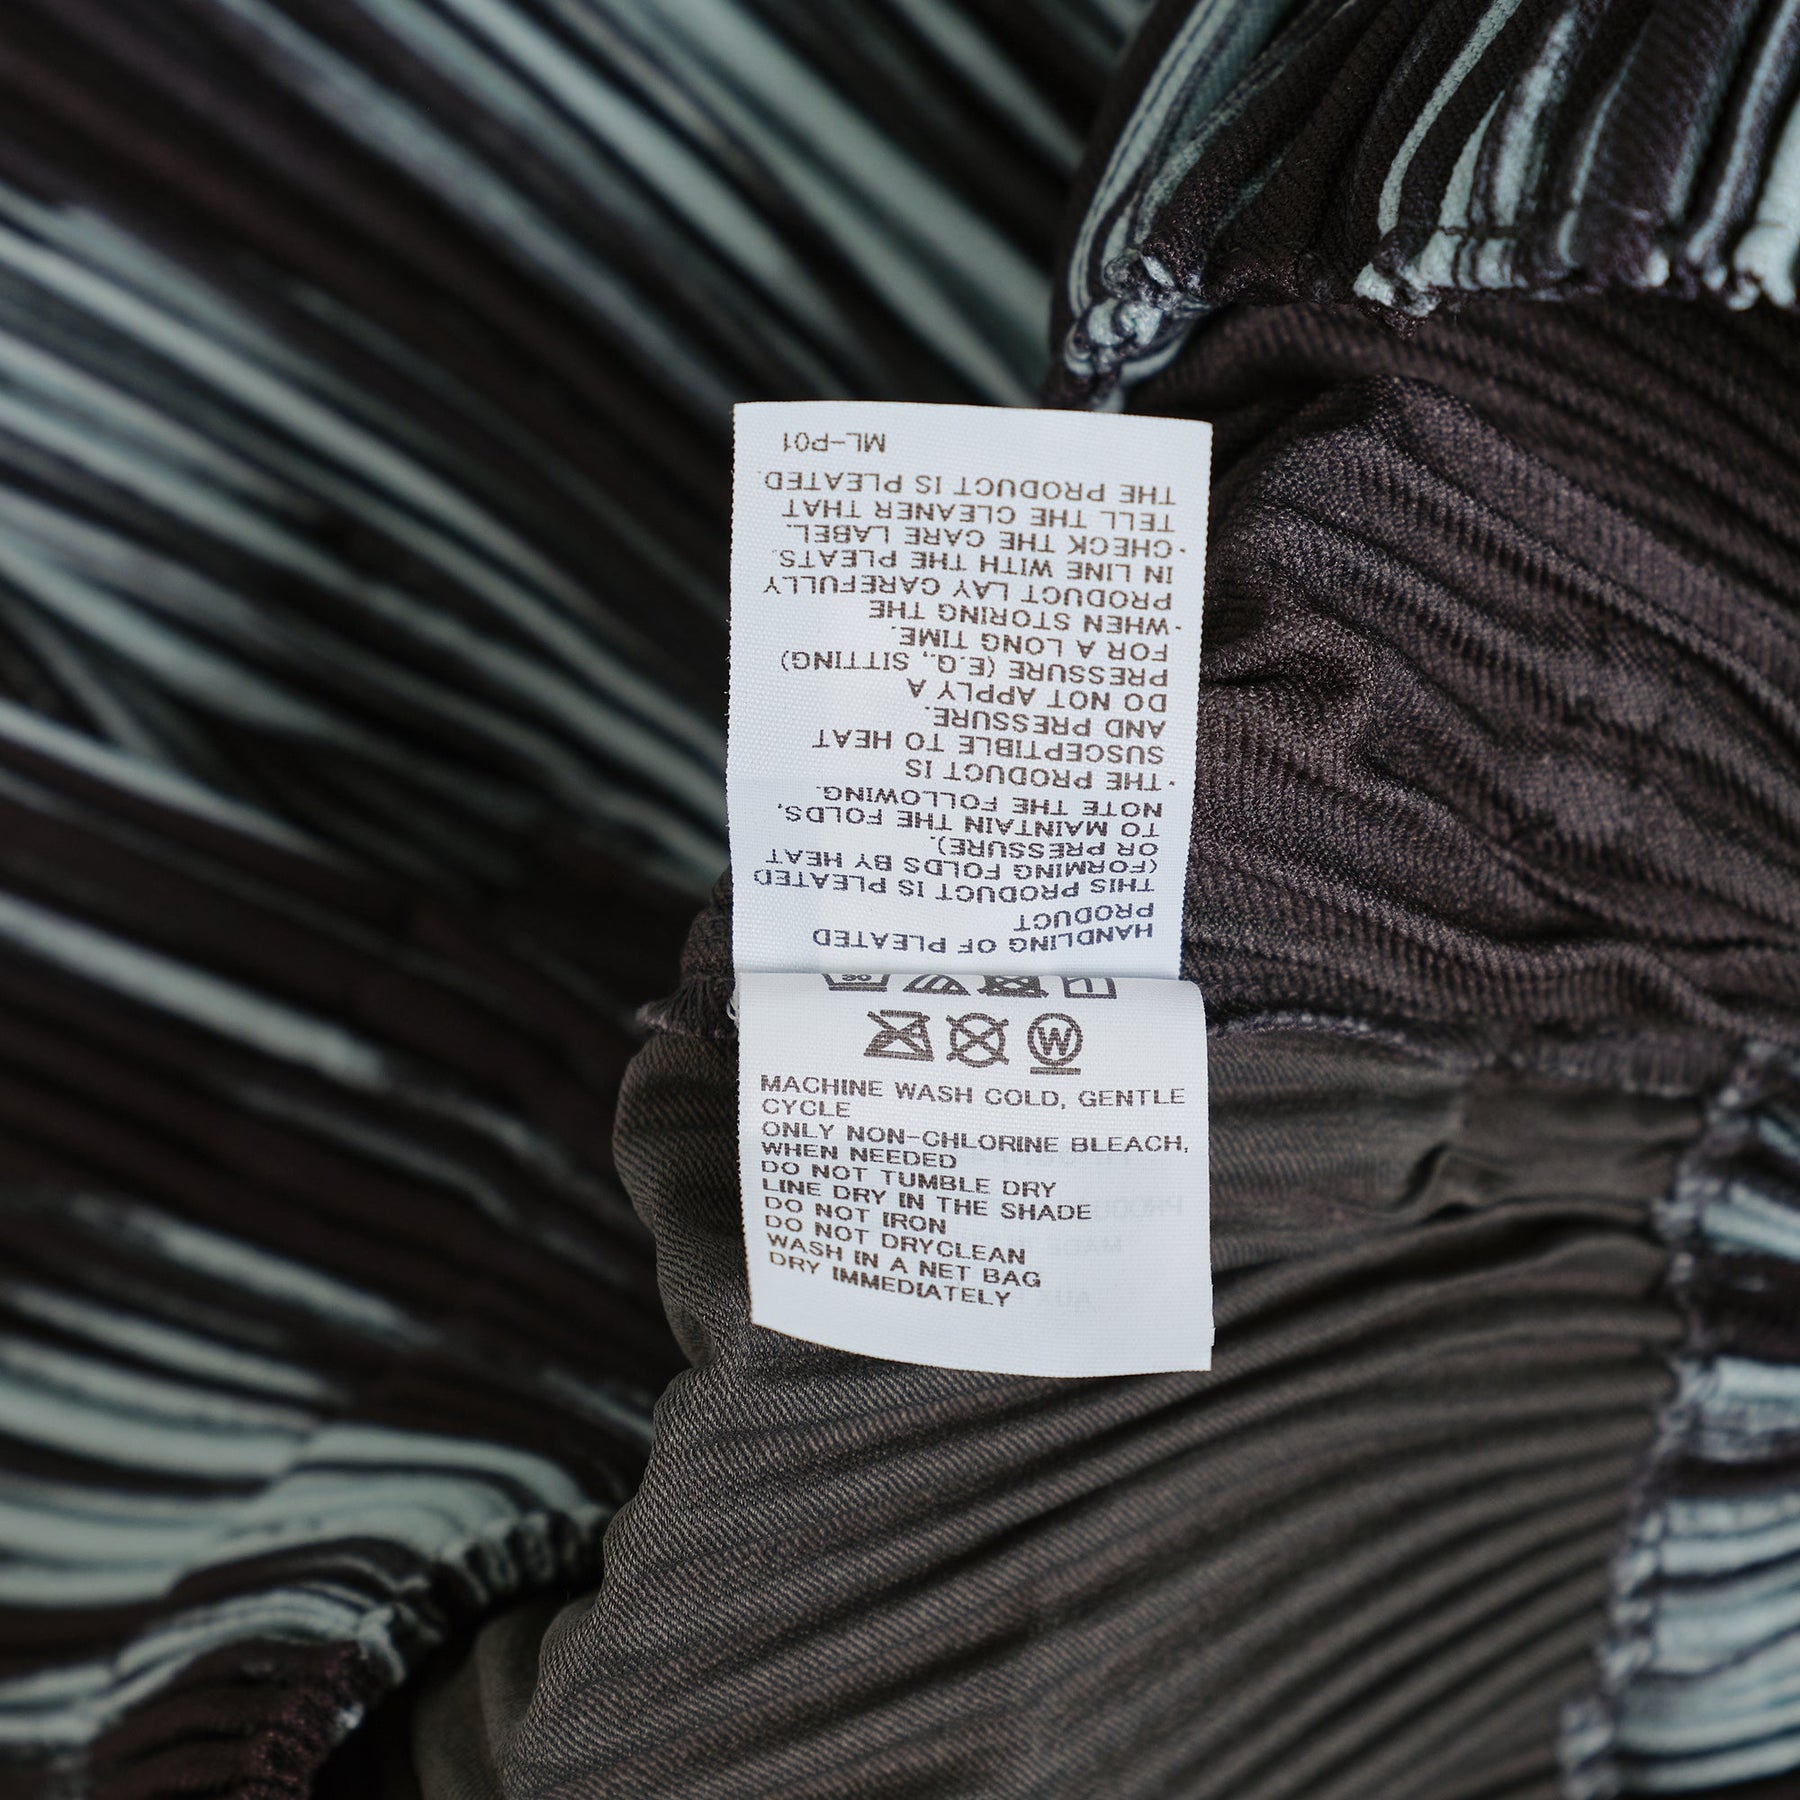 HANDLING OF PLEATED
PRODUCT
THIS PRODUCT IS PLEATED
(FORMING FOLDS BY HEAT
OR PRESSURE).
TO MAINTAIN THE FOLDS,
NOTE THE FOLLOWING.
・THE PRODUCT IS
SUSCEPTIBLE TO HEAT
AND PRESSURE.
DO NOT APPLY A
PRESSURE (E.G., SITTING)
FOR A LONG TIME.
・WHEN STORING THE
PRODUCT LAY CAREFULLY
IN LINE WITH THE PLEATS.
・CHECK THE CARE LABEL.
TELL THE CLEANER THAT
THE PRODUCT IS PLEATED.
ML-P01
30
W
MACHINE WASH COLD, GENTLE
CYCLE
ONLY NON-CHLORINE BLEACH,
WHEN NEEDED
DO NOT TUMBLE DRY
LINE DRY IN THE SHADE
DO NOT IRON
DO NOT DRYCLEAN
WASH IN A NET BAG
DRY IMMEDIATELY